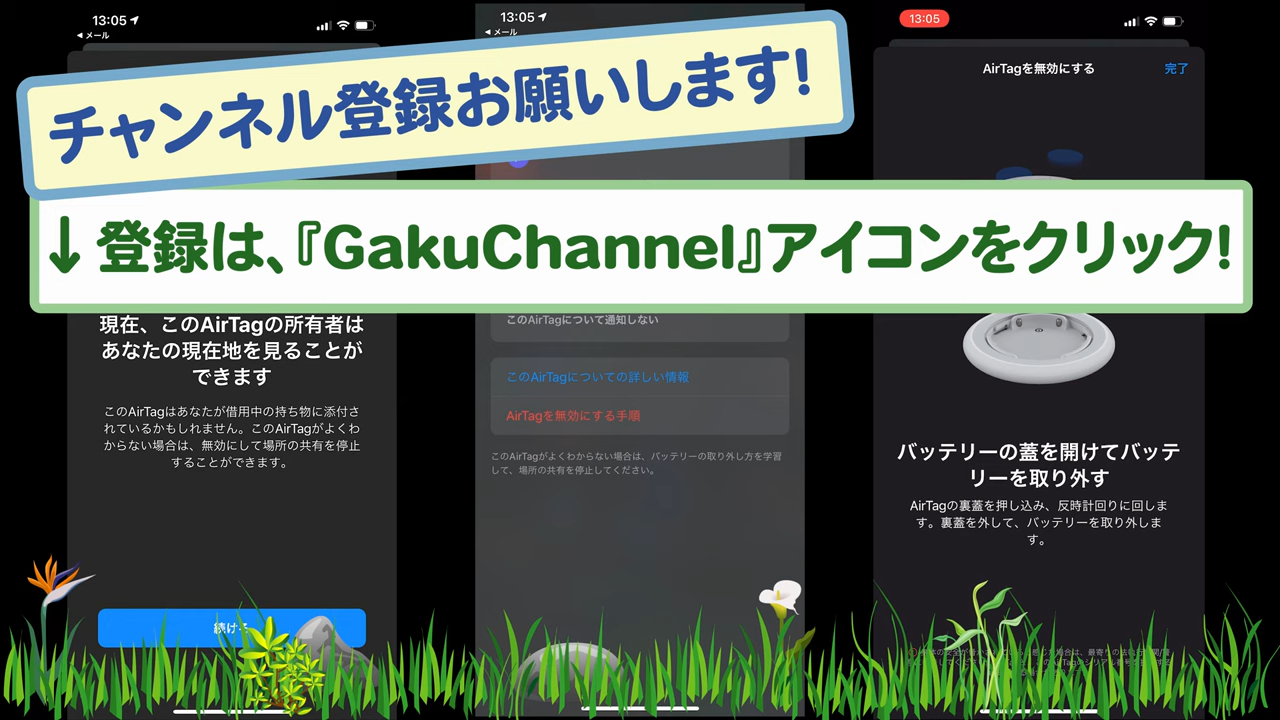 13:05
メール
13:05
メール
13:05
AirTagを無効にする
完了
チャンネル登録お願いします!
↓登録は、『GakuChannel』アイコンをクリック!
現在、このAirTagの所有者は
あなたの現在地を見ることが
できます
このAirTagはあなたが借用中の持ち物に添付さ
れているかもしれません。このAirTagがよくわ
からない場合は、無効にして場所の共有を停止
することができます。
このAirTagについて通知しない
このAirTagについての詳しい情報
AirTagを無効にする手順
このAirTagがよくわからない場合は、バッテリーの取り外し方を学習
して、場所の共有を停止してください。
バッテリーの蓋を開けてバッテ
リーを取り外す
AirTagの裏蓋を押し込み、反時計回りに回しま
す。裏蓋を外して、バッテリーを取り外しま
す。
続ける